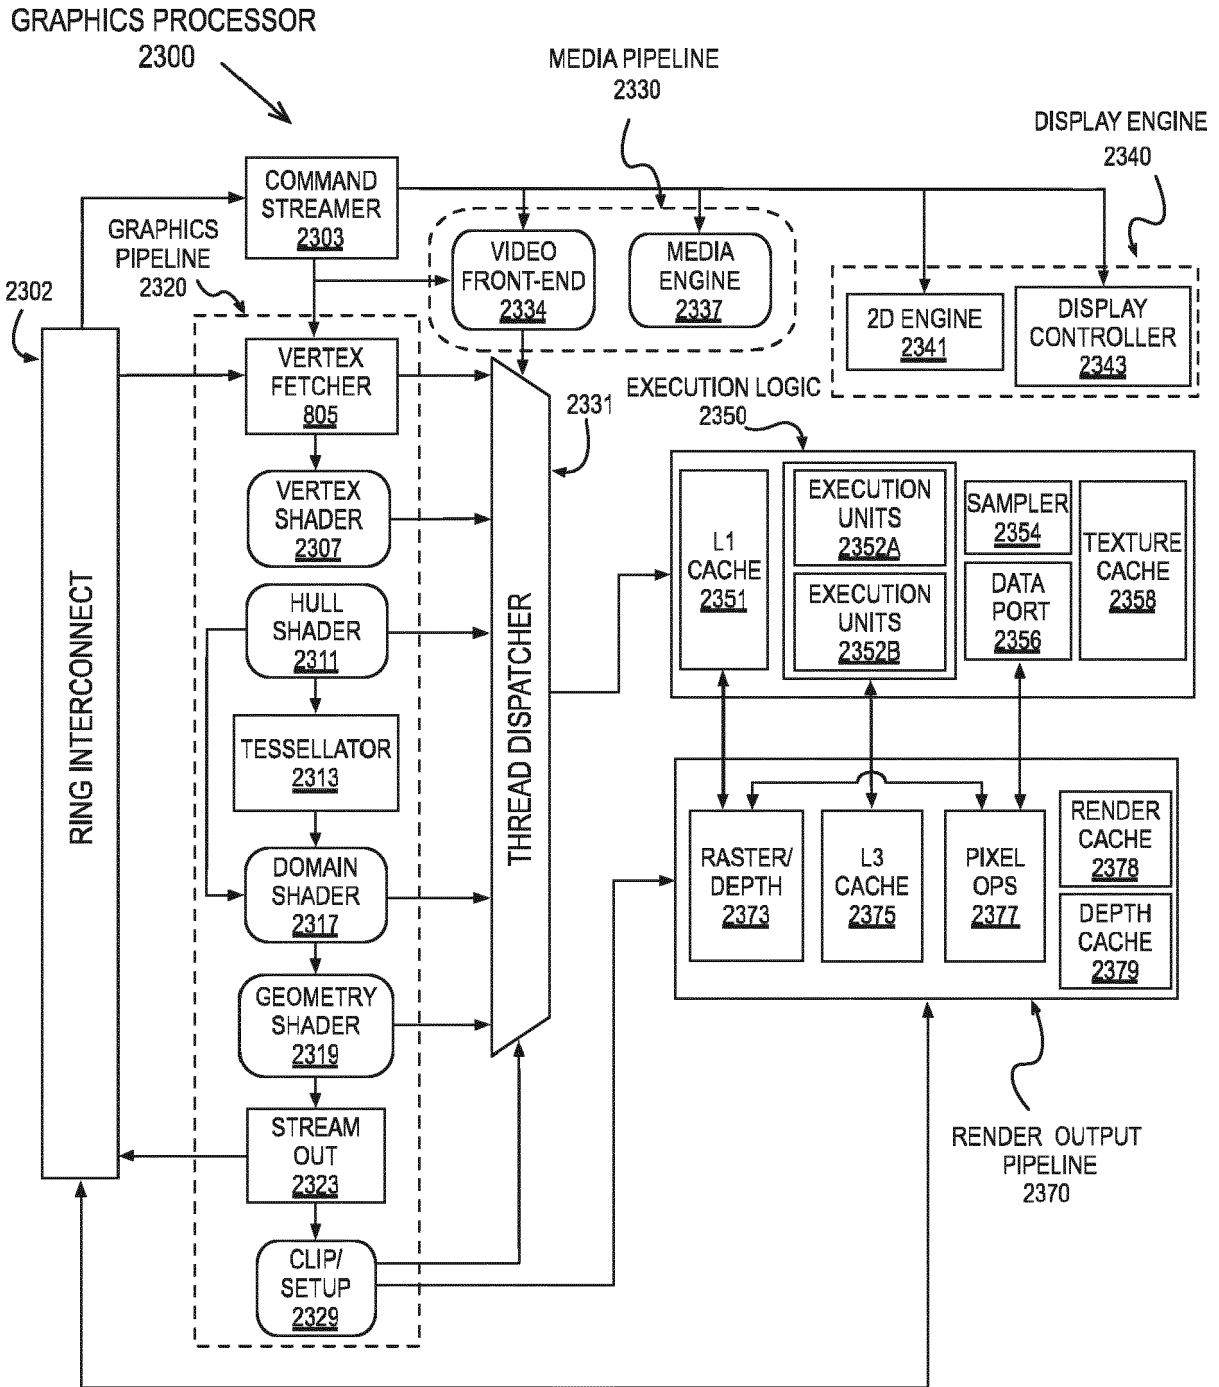 GRAPHICS PROCESSOR
2300
MEDIA PIPELINE
2330
DISPLAY ENGINE
2340
COMMAND
STREAMER
2303
GRAPHICS
PIPELINE
2320
2302
VIDEO
FRONT-END
2334
MEDIA
ENGINE
2337
2D ENGINE
2341
DISPLAY
CONTROLLER
2343
VERTEX
FETCHER
805
2331
EXECUTION LOGIC
2350
VERTEX
SHADER
2307
L1
CACHE
2351
EXECUTION
UNITS
2352A
EXECUTION
UNITS
2352B
SAMPLER
2354
DATA
PORT
2356
TEXTURE
CACHE
2358
RING INTERCONNECT
HULL
SHADER
2311
THREAD DISPATCHER
TESSELLATOR
2313
DOMAIN
SHADER
2317
RASTER/
DEPTH
2373
L3
CACHE
2375
PIXEL
OPS
2377
RENDER
CACHE
2378
DEPTH
CACHE
2379
GEOMETRY
SHADER
2319
STREAM
OUT
2323
RENDER OUTPUT
PIPELINE
2370
CLIP/
SETUP
2329